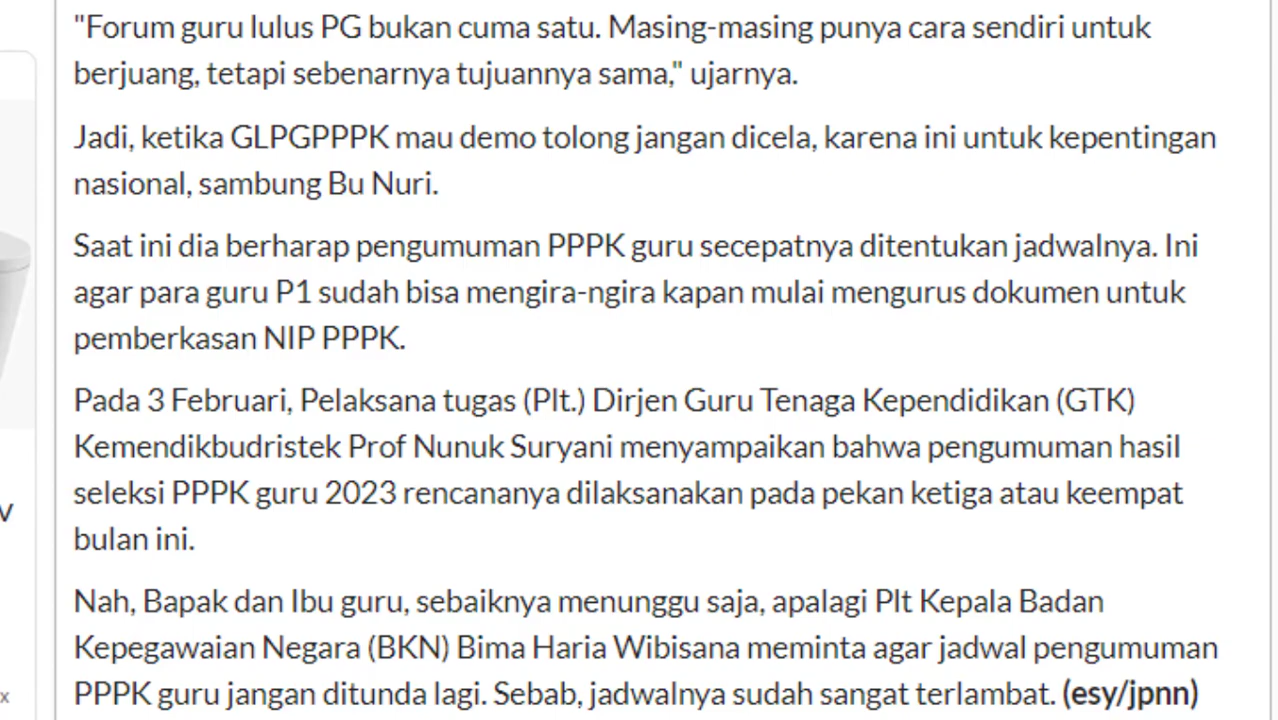 "Forum guru lulus PG bukan cuma satu. Masing-masing punya cara sendiri untuk
berjuang, tetapi sebenarnya tujuannya sama," ujarnya.
Jadi, ketika GLPGPPPK mau demo tolong jangan dicela, karena ini untuk kepentingan
nasional, sambung Bu Nuri.
Saat ini dia berharap pengumuman PPPK guru secepatnya ditentukan jadwalnya. Ini
agar para guru P1 sudah bisa mengira-ngira kapan mulai mengurus dokumen untuk
pemberkasan NIP PPPK.
Pada 3 Februari, Pelaksana tugas (Plt.) Dirjen Guru Tenaga Kependidikan (GTK)
Kemendikbudristek Prof Nunuk Suryani menyampaikan bahwa pengumuman hasil
seleksi PPPK guru 2023 rencananya dilaksanakan pada pekan ketiga atau keempat
bulan ini.
Nah, Bapak dan Ibu guru, sebaiknya menunggu saja, apalagi Plt Kepala Badan
Kepegawaian Negara (BKN) Bima Haria Wibisana meminta agar jadwal pengumuman
PPPK guru jangan ditunda lagi. Sebab, jadwalnya sudah sangat terlambat. (esy/jpnn)